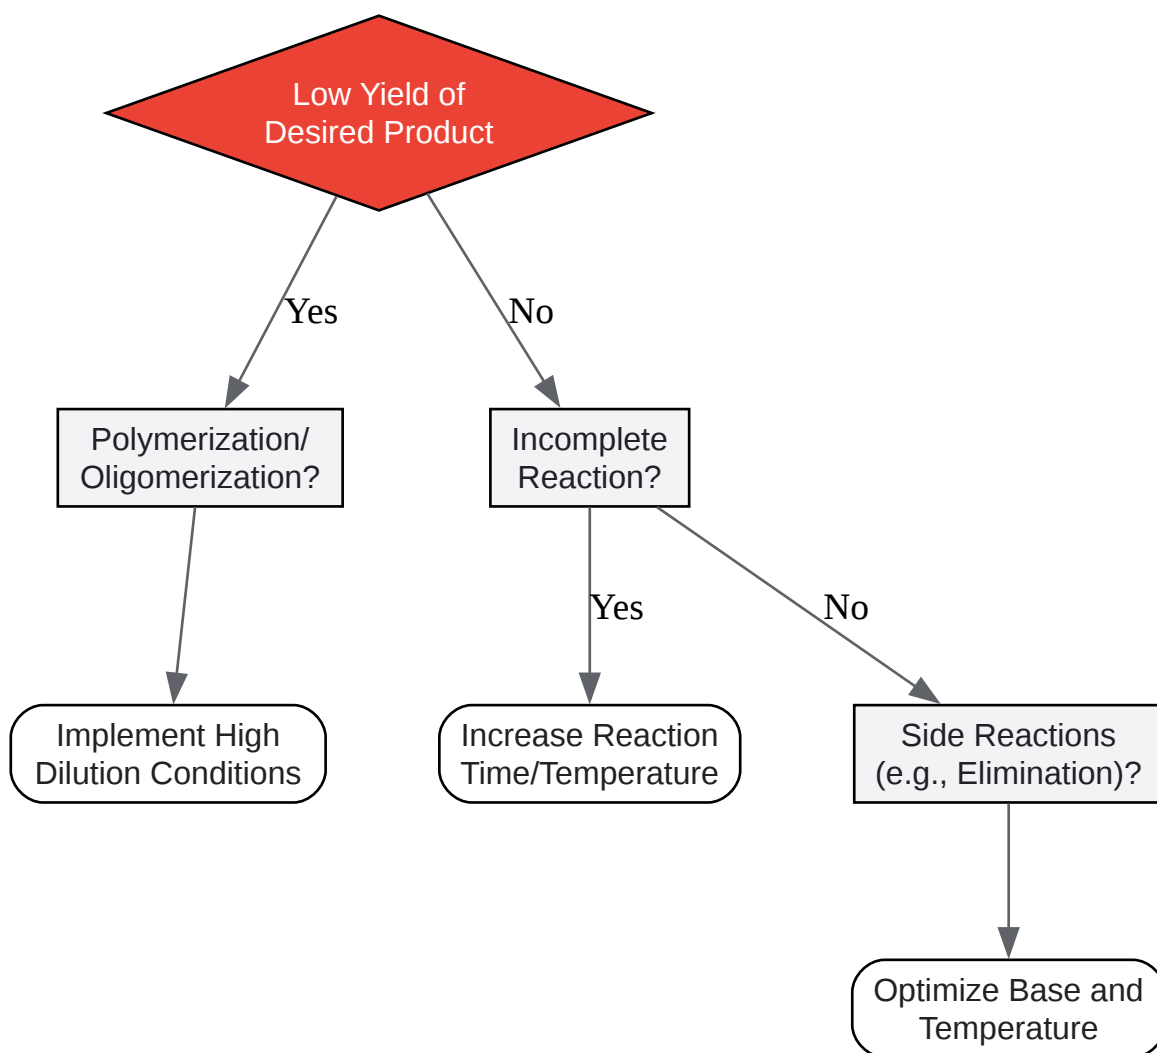 Low Yield of
Desired Product
Yes
No
Polymerization/
Oligomerization?
Incomplete
Reaction?
Yes
No
Implement High
Dilution Conditions
Increase Reaction
Time/Temperature
Side Reactions
(e.g., Elimination)?
Optimize Base and
Temperature